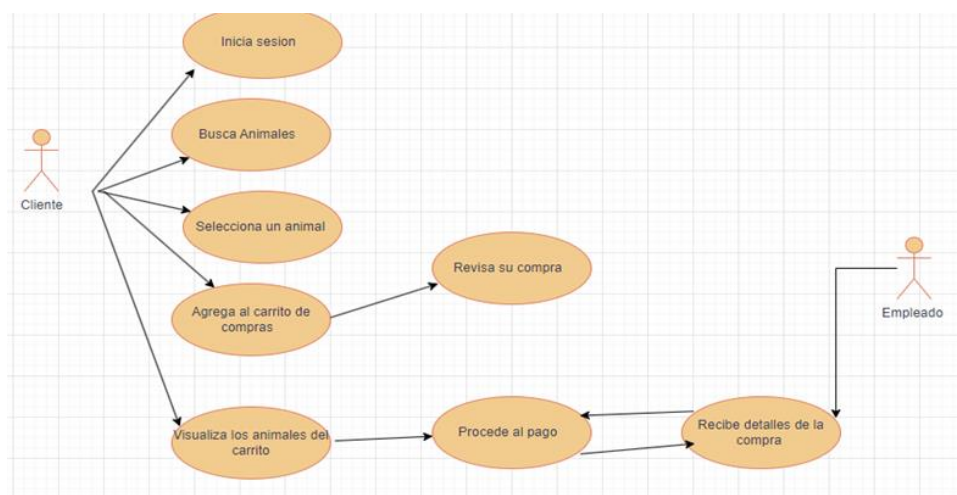 Inicia sesion
Busca Animales
Cliente
Selecciona un animal
Revisa su compra
Agrega al carrito de
compras
Empleado
Visualiza los animales del
carrito
Procede al pago
Recibe detalles de la
compra